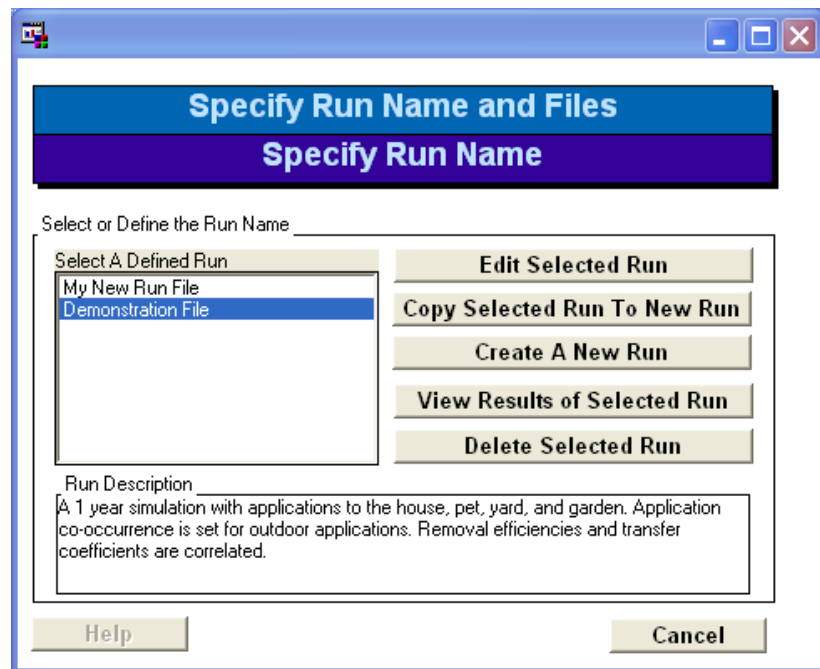 Specify Run Name and Files
Specify Run Name
Select or Define the Run Name
Select A Defined Run
My New Run File
Demonstration File
Edit Selected Run
Copy Selected Run To New Run
Create A New Run
View Results of Selected Run
Delete Selected Run
Run Description
A 1 year simulation with applications to the house, pet, yard, and garden. Application
co-occurrence is set for outdoor applications. Removal efficiencies and transfer
coefficients are correlated.
Help
Cancel